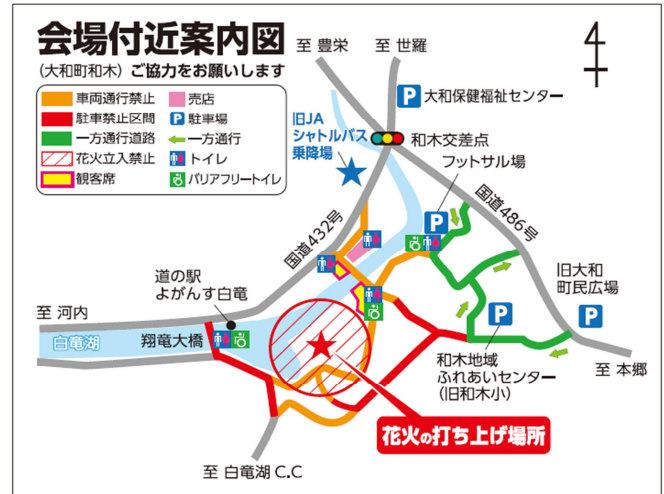 会場付近案内図
(大和町和木) ご協力をお願いします
車両通行禁止
駐車禁止区間
一方通行道路
花火立入禁止
観客席
売店
P 駐車場
一方通行
トイレ
バリアフリートイレ
至 豊栄
至 世羅
4
P 大和保健福祉センター
旧JA
シャトルバス
乗降場
和木交差点
フットサル場
P
国道432号
国道486号
道の駅
よがんす白竜
至 河内
白竜湖
翔竜大橋
旧大和
町民広場
P
P
和木地域
ふれあいセンター
(旧和木小)
至 本郷
花火の打ち上げ場所
至 白竜湖 C.C